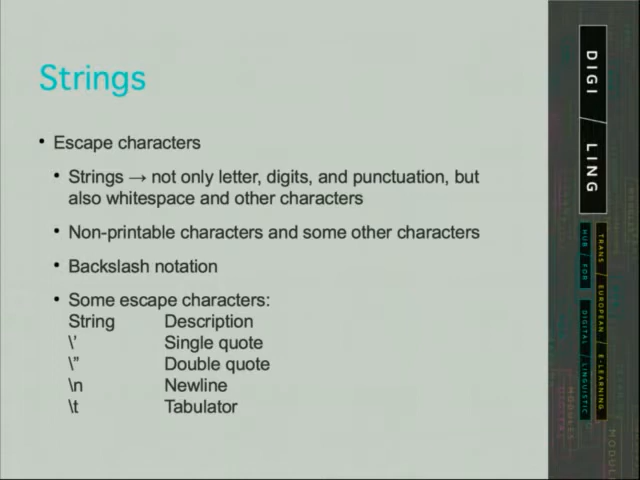 Strings
• Escape characters
• Strings → not only letter, digits, and punctuation, but
also whitespace and other characters
• Non-printable characters and some other characters
• Backslash notation
• Some escape characters:
String Description
\’ Single quote
\” Double quote
\n Newline
\t Tabulator
DIGI / LING
HUB / FOR / DIGITAL / LINGUISTIC
TRANS / EUROPEAN / E-LEARNING